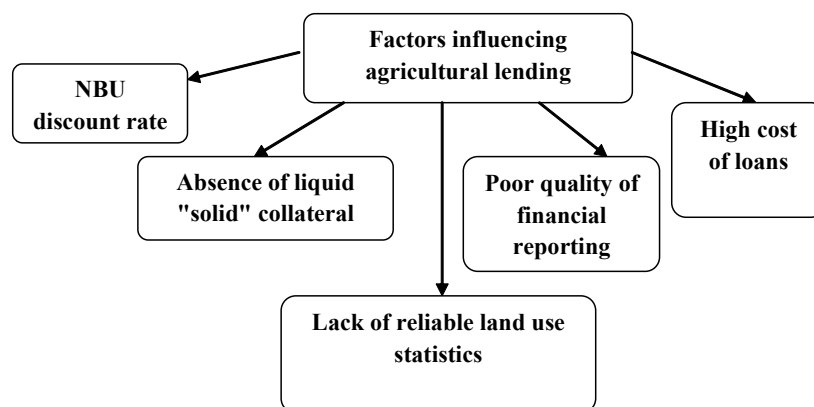 Factors influencing
agricultural lending
NBU
discount rate
Absence of liquid
"solid" collateral
Lack of reliable land use
statistics
Poor quality of
financial
reporting
High cost
of loans